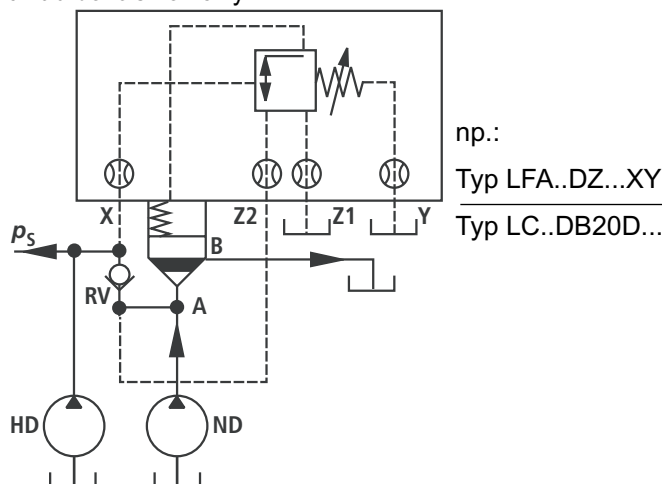 np.:
Typ LFA..DZ...XY
Typ LC..DB20D...
X
Z2
Z1
Y
pS
B
RV
A
HD
ND